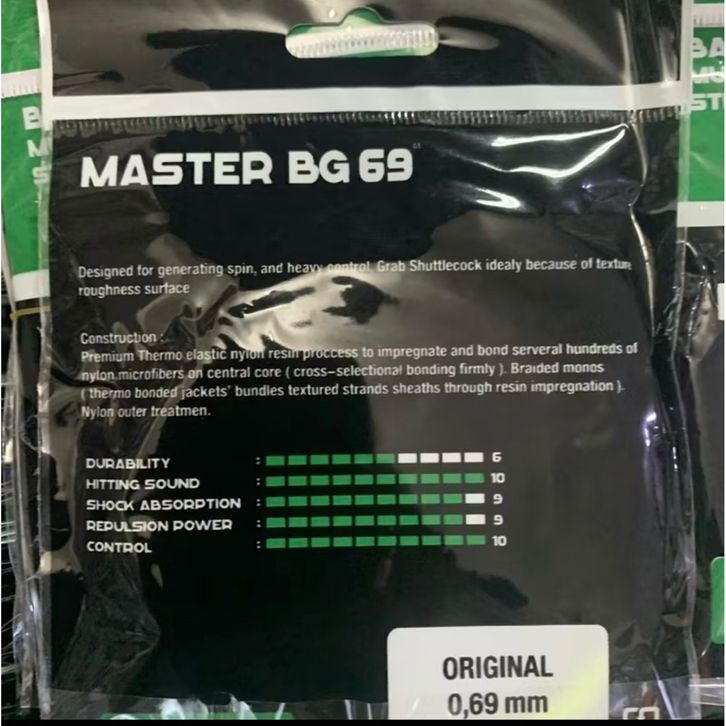 MASTER BG 69
Designed for generating spin, and heavy control. Grab Shuttlecock idealy because of texture
roughness surface
Construction :
Premium Thermo elastic nylon resin proccess to impregnate and bond serveral hundreds of
nylon microfibers on central core ( cross-selectional bonding firmly ). Braided monos
( thermo bonded jackets' bundles textured strands sheaths through resin impregnation ).
Nylon outer treatmen.
DURABILITY : 6
HITTING SOUND : 10
SHOCK ABSORPTION : 9
REPULSION POWER : 9
CONTROL : 10
ORIGINAL
0,69 mm